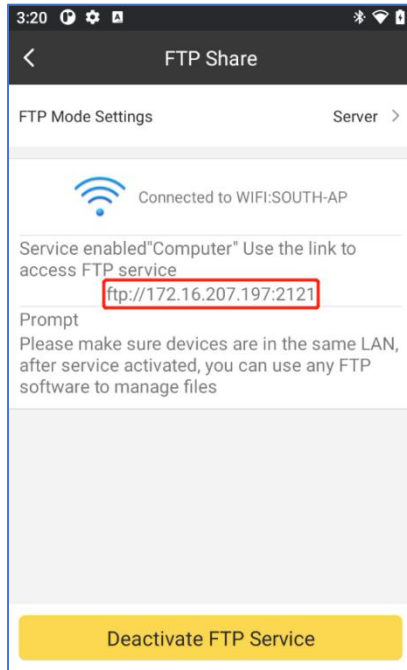 3:20
FTP Share
FTP Mode Settings Server
Connected to WIFI:SOUTH-AP
Service enabled"Computer" Use the link to
access FTP service
ftp://172.16.207.197:2121
Prompt
Please make sure devices are in the same LAN,
after service activated, you can use any FTP
software to manage files
Deactivate FTP Service